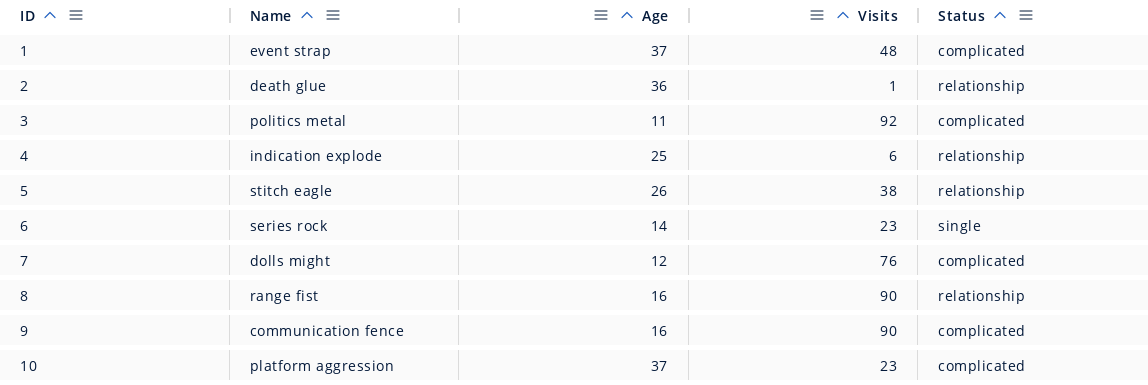 ID Name Age Visits Status
1 event strap 37 48 complicated
2 death glue 36 1 relationship
3 politics metal 11 92 complicated
4 indication explode 25 6 relationship
5 stitch eagle 26 38 relationship
6 series rock 14 23 single
7 dolls might 12 76 complicated
8 range fist 16 90 relationship
9 communication fence 16 90 complicated
10 platform aggression 37 23 complicated